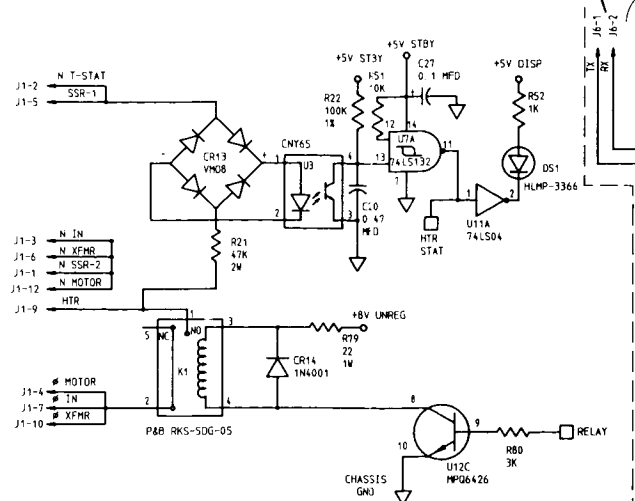 J6-1
J6-2
TX
RX
N T-STAT
J1-2
SSR-1
J1-5
+5V STBY
+5V STBY
R51
10K
C27
0.1 MFD
+5V DISP
R22
100K
1%
R52
1K
CNY65
U3
CR13
VM08
-
+
1
2
4
3
12
13
14
11
7
U7A
74LS132
C10
0.47
MFD
DS1
HLMP-3366
1
2
U11A
74LS04
HTR
STAT
R21
47K
2W
J1-3
N IN
J1-6
N XFMR
J1-1
N SSR-2
J1-12
N MOTOR
J1-9
HTR
1
5
NC
NO
3
K1
2
4
+8V UNREG
R79
22
1W
CR14
1N4001
ø MOTOR
J1-4
ø IN
J1-7
ø XFMR
J1-10
P&B RKS-5DG-05
8
9
10
RELAY
R80
3K
U12C
MPQ6426
CHASSIS
GND